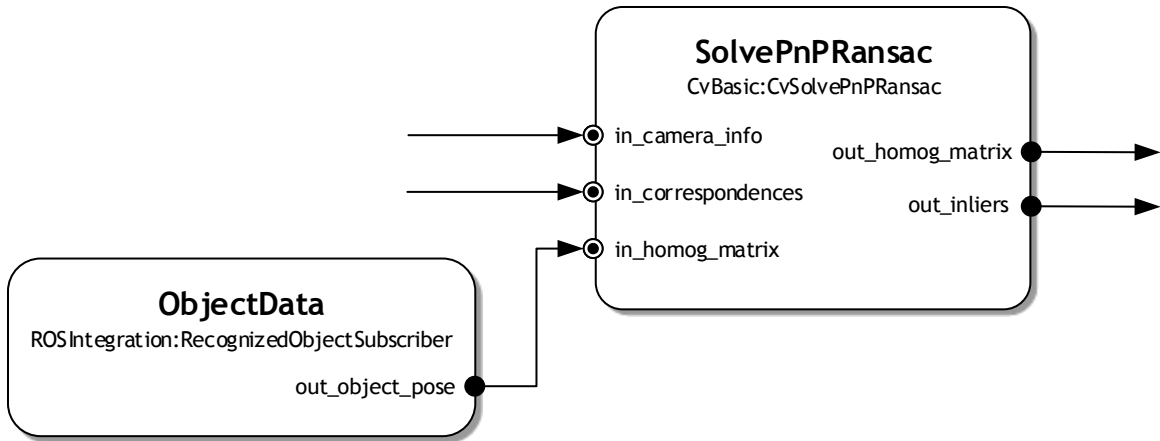 SolvePnPRansac
CvBasic:CvSolvePnPRansac
in_camera_info
out_homog_matrix
in_correspondences
out_inliers
in_homog_matrix
ObjectData
ROSIntegration:RecognizedObjectSubscriber
out_object_pose